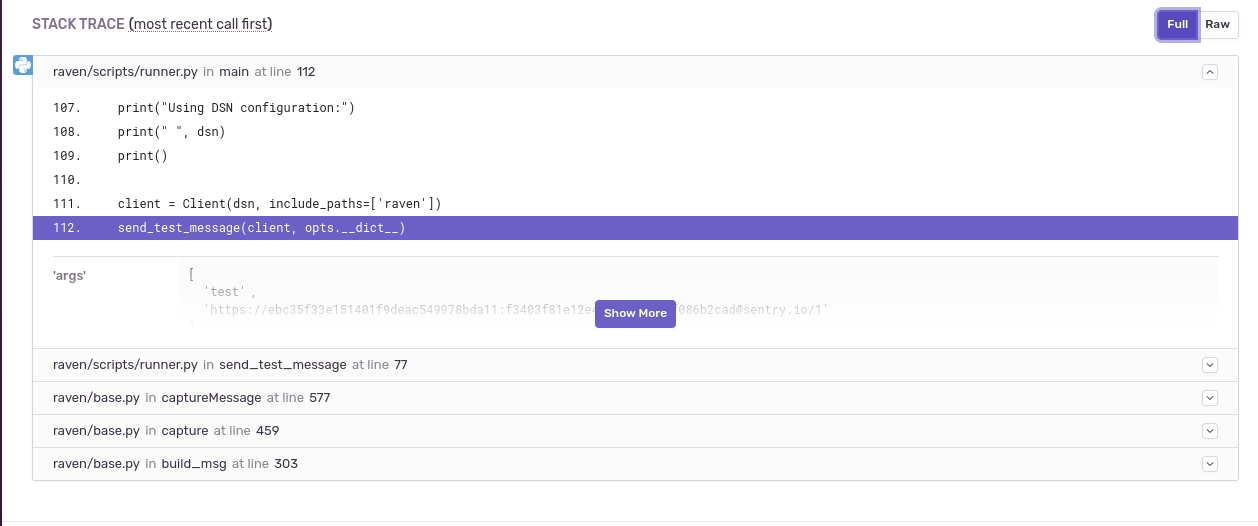 STACK TRACE (most recent call first)
Full Raw
raven/scripts/runner.py in main at line 112
107. print("Using DSN configuration:")
108. print(" ", dsn)
109. print()
110.
111. client = Client(dsn, include_paths=['raven'])
112. send_test_message(client, opts.__dict__)
'args' [
'test' ,
'https://ebc35f33e151401f9deac549978bda11:f3403f81e12e 086b2cad@sentry.io/1'
Show More
raven/scripts/runner.py in send_test_message at line 77
raven/base.py in captureMessage at line 577
raven/base.py in capture at line 459
raven/base.py in build_msg at line 303